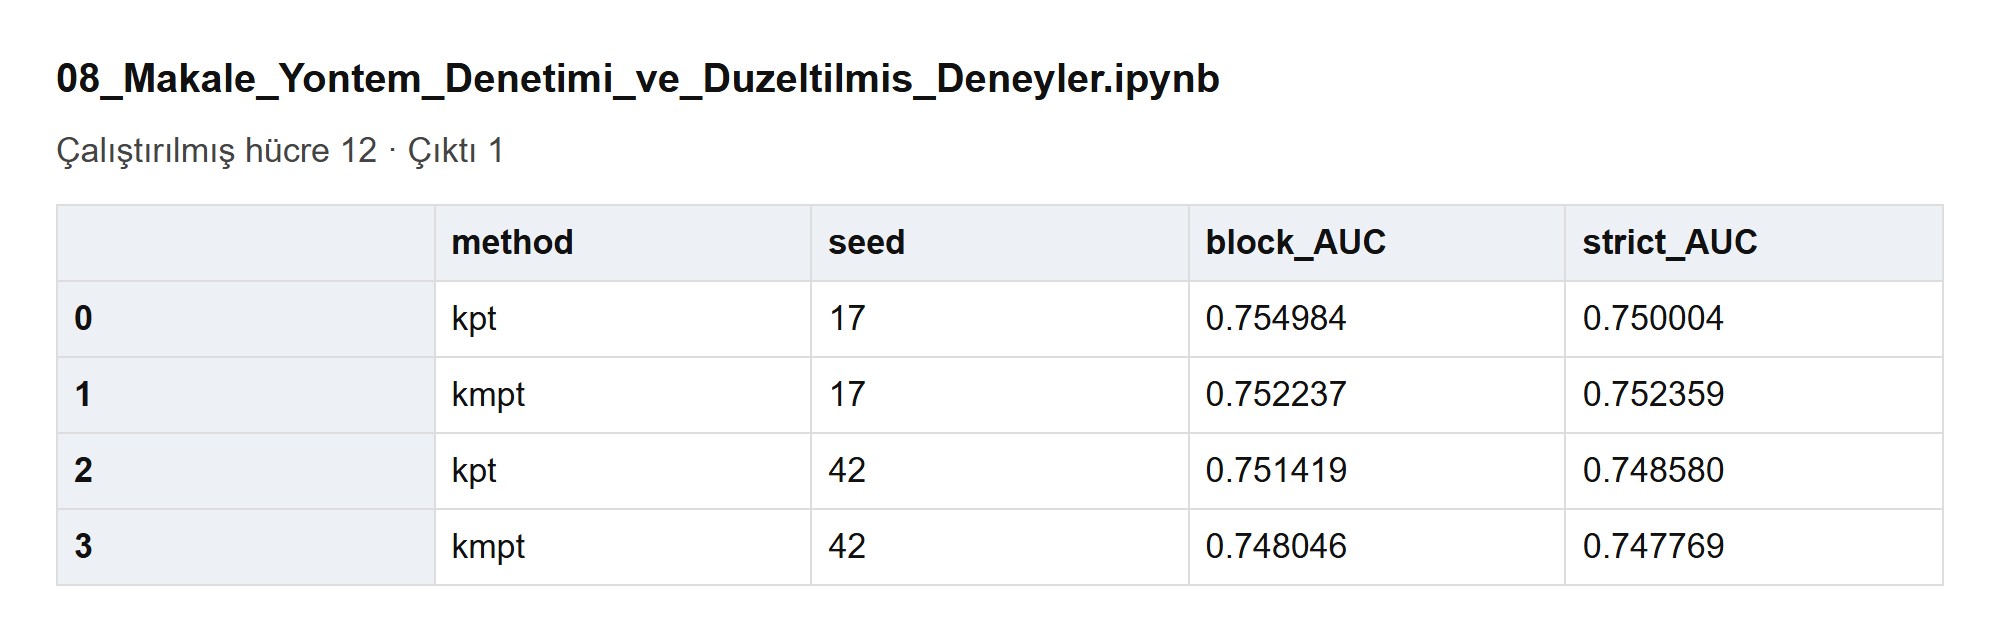 08_Makale_Yontem_Denetimi_ve_Duzeltilmis_Deneyler.ipynb
Çalıştırılmış hücre 12 · Çıktı 1
method seed block_AUC strict_AUC
0 kpt 17 0.754984 0.750004
1 kmpt 17 0.752237 0.752359
2 kpt 42 0.751419 0.748580
3 kmpt 42 0.748046 0.747769